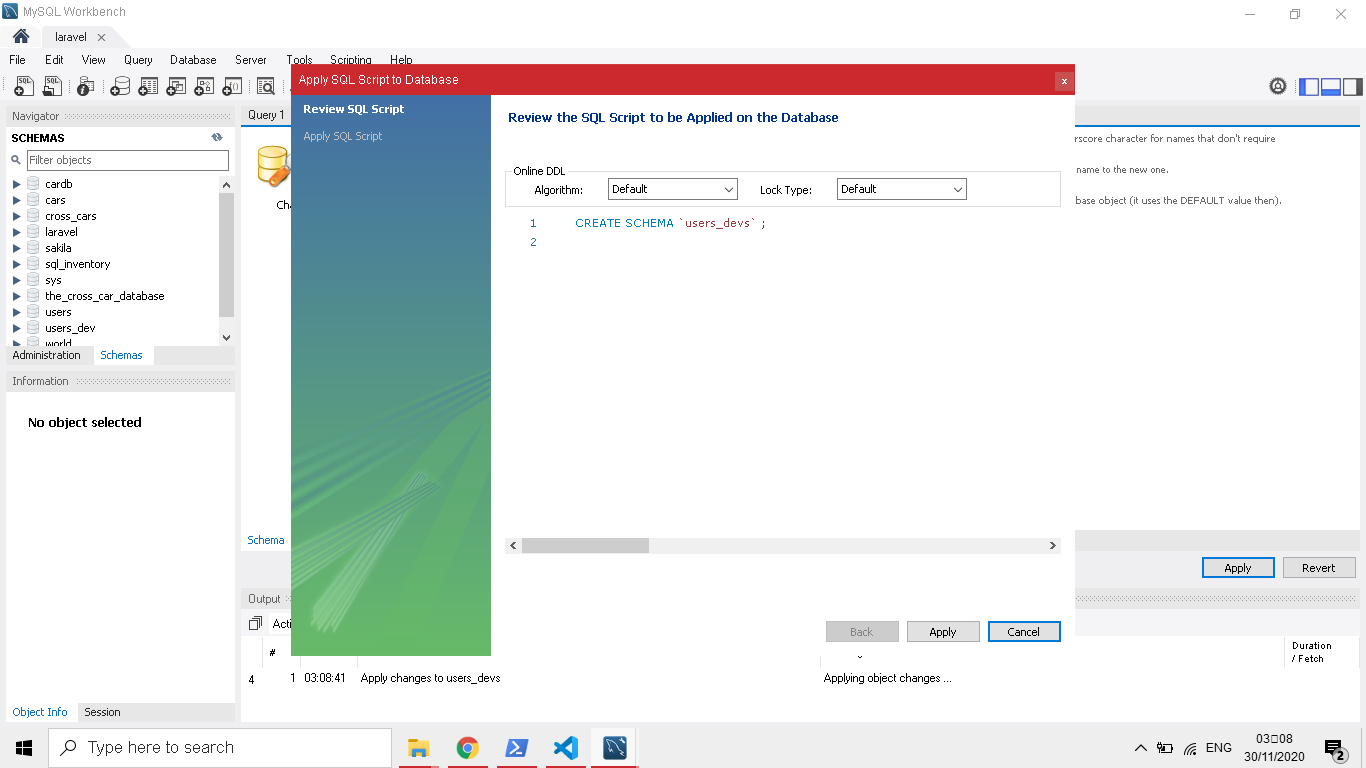 MySQL Workbench
laravel
File Edit View Query Database Server Tools Scripting Help
Navigator
SCHEMAS
Filter objects
cardb
cars
cross_cars
laravel
sakila
sql_inventory
sys
the_cross_car_database
users
users_dev
world
Administration Schemas
Information
No object selected
Object Info Session
Query 1
Schema
Apply SQL Script to Database
x
Review SQL Script
Apply SQL Script
Review the SQL Script to be Applied on the Database
Online DDL
Algorithm: Default Lock Type: Default
1 CREATE SCHEMA `users_devs` ;
2
Back Apply Cancel
rscore character for names that don't require
name to the new one.
base object (it uses the DEFAULT value then).
Apply Revert
Output
#
Duration
/ Fetch
4 1 03:08:41 Apply changes to users_devs Applying object changes ...
Type here to search
ENG
03□08
30/11/2020
2